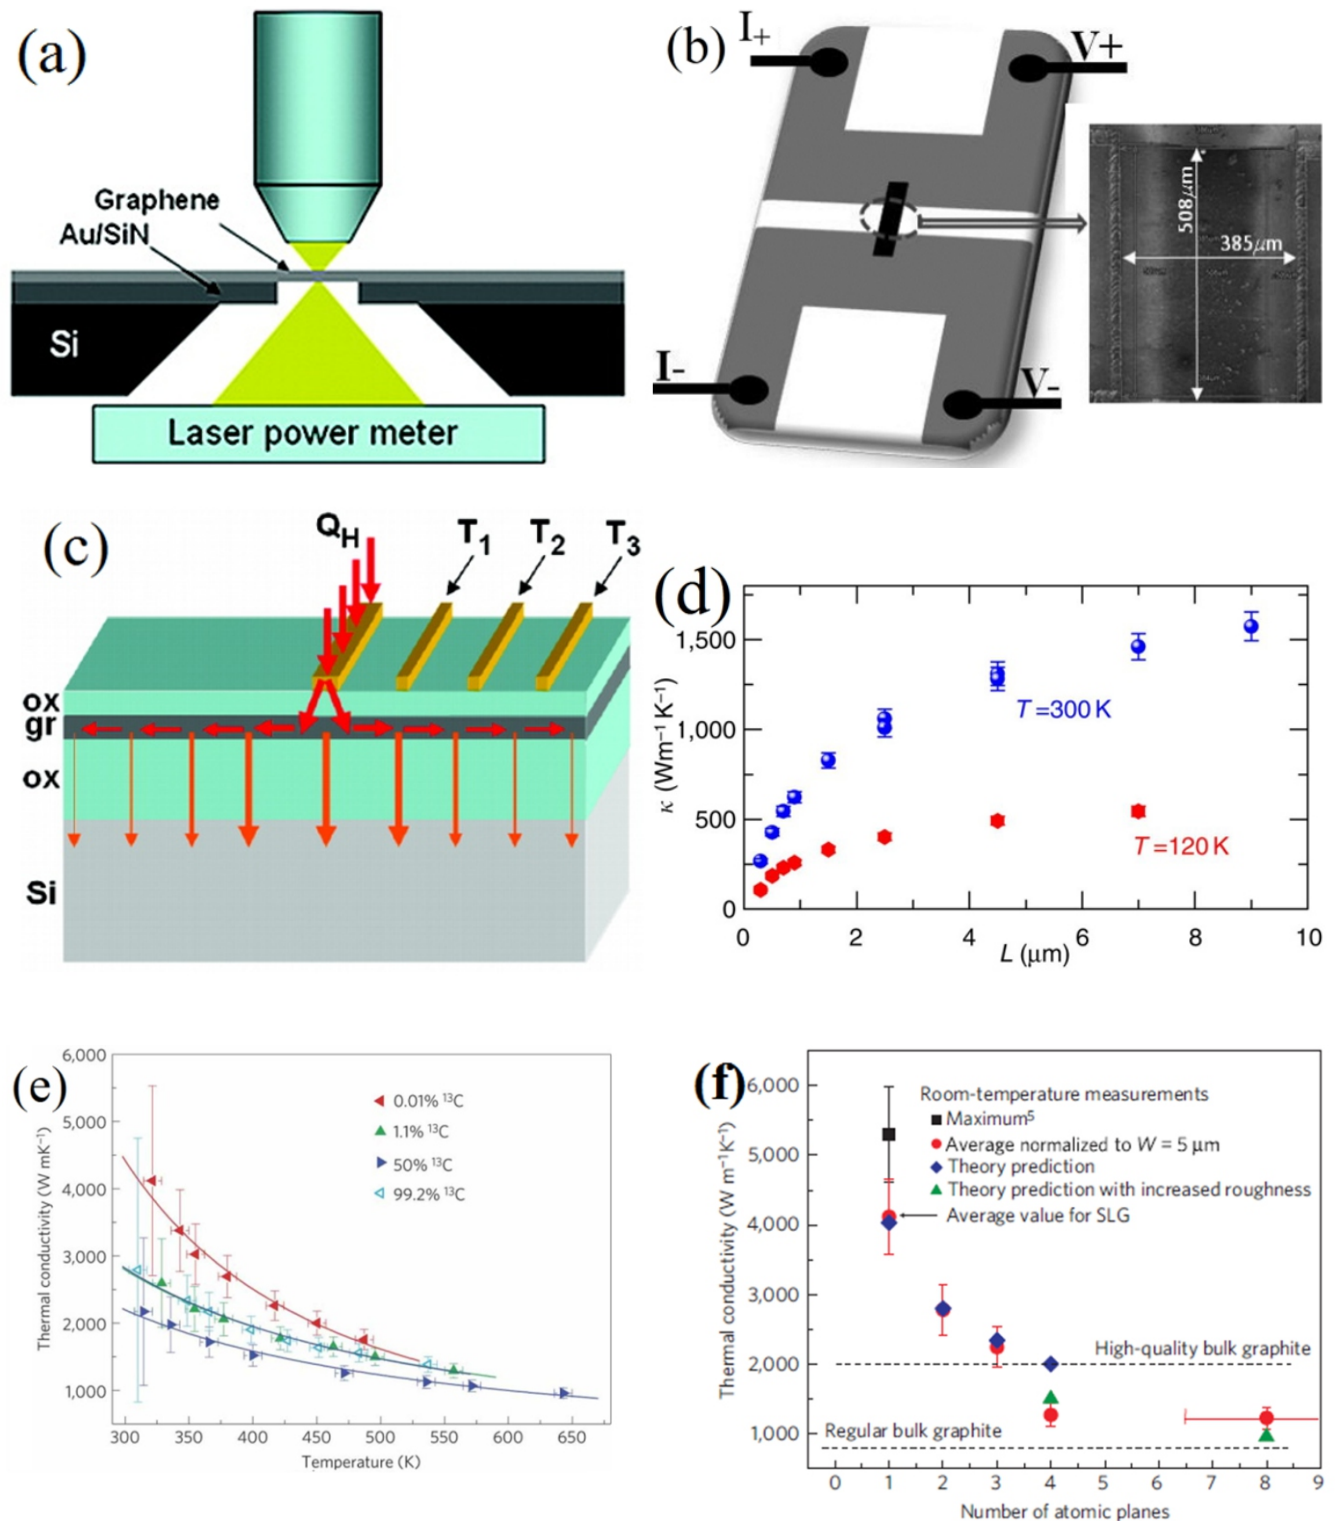 (a)
Graphene
Au/SiN
Si
Laser power meter
(b)
I+
V+
I-
V-
508μm
385μm
(c)
QH
T1
T2
T3
ox
gr
ox
Si
(d)
1,500
1,000
500
0
κ (Wm⁻¹ K⁻¹)
T=300 K
T=120 K
0 2 4 6 8 10
L (μm)
(e)
6,000
5,000
4,000
3,000
2,000
1,000
Thermal conductivity (W mK⁻¹)
0.01% ¹³C
1.1% ¹³C
50% ¹³C
99.2% ¹³C
300 350 400 450 500 550 600 650
Temperature (K)
(f)
6,000
5,000
4,000
3,000
2,000
1,000
Thermal conductivity (W m⁻¹K⁻¹)
Room-temperature measurements
Maximum⁵
Average normalized to W = 5 μm
Theory prediction
Theory prediction with increased roughness
Average value for SLG
High-quality bulk graphite
Regular bulk graphite
0 1 2 3 4 5 6 7 8 9
Number of atomic planes